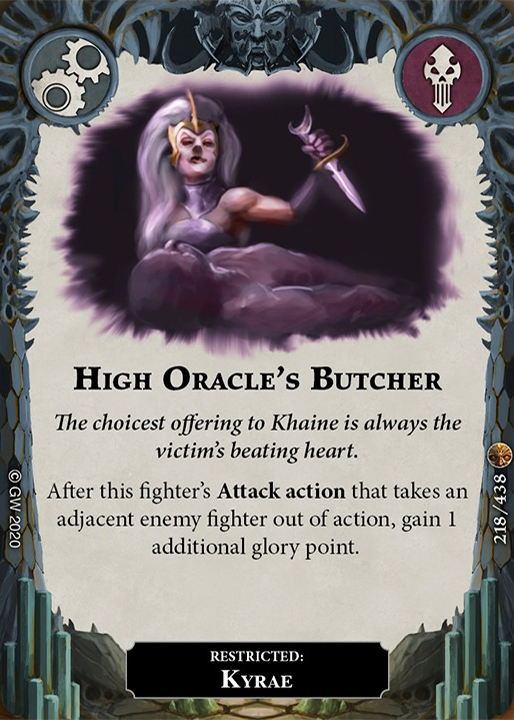 High Oracle's Butcher
The choicest offering to Khaine is always the
victim's beating heart.
After this fighter's Attack action that takes an
adjacent enemy fighter out of action, gain 1
additional glory point.
© GW 2020
218/438
RESTRICTED:
Kyrae